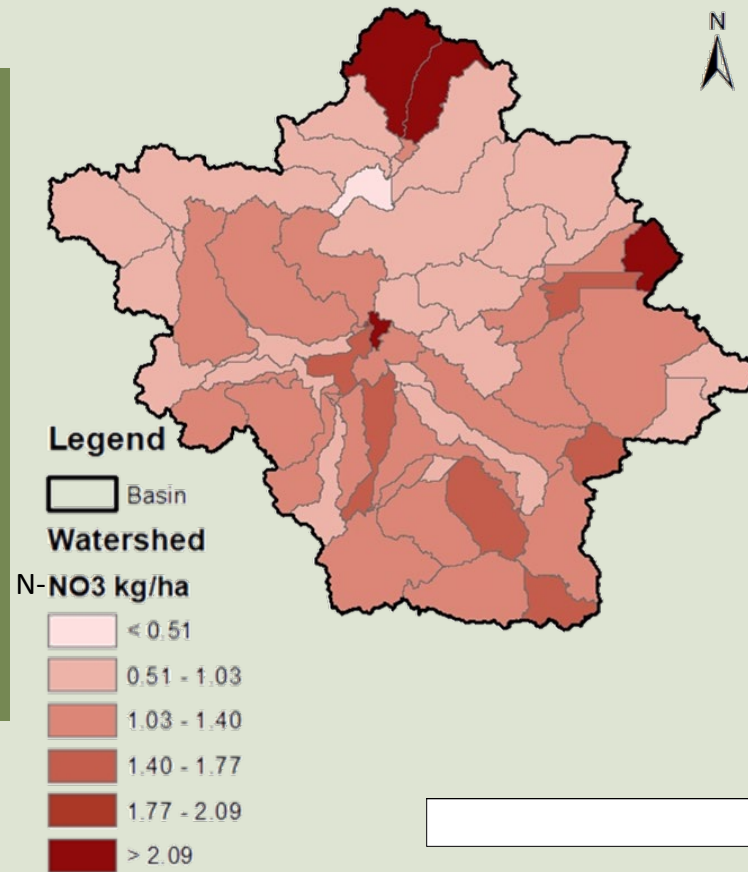 N
Legend
Basin
Watershed
N-NO3 kg/ha
< 0.51
0.51 - 1.03
1.03 - 1.40
1.40 - 1.77
1.77 - 2.09
> 2.09